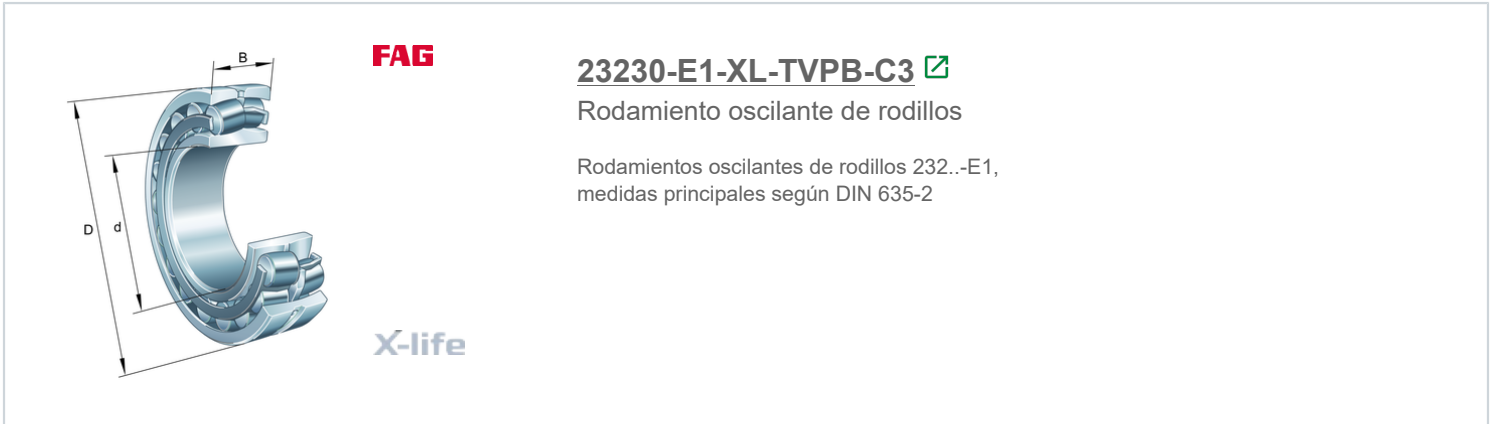 FAG
B
D
d
X-life
23230-E1-XL-TVPB-C3
Rodamiento oscilante de rodillos
Rodamientos oscilantes de rodillos 232..-E1,
medidas principales según DIN 635-2